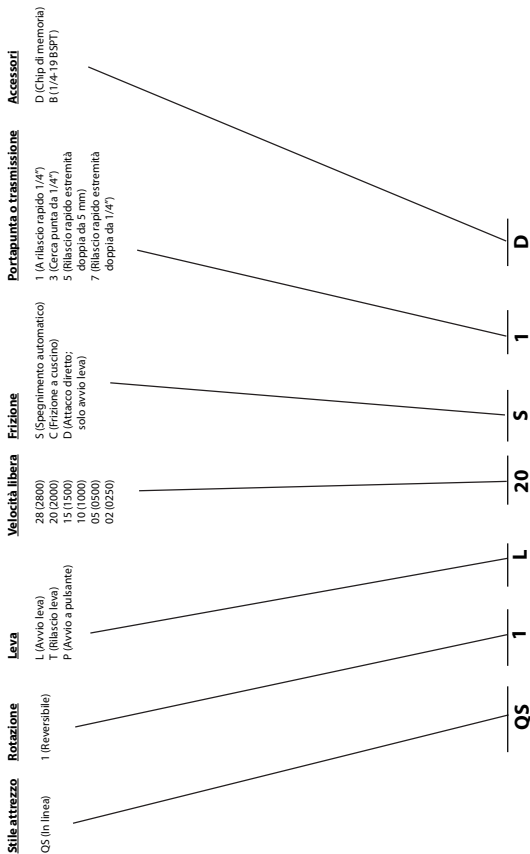 Stile attrezzo
QS (In linea)
Rotazione
1 (Reversibile)
Leva
L (Avvio leva)
T (Rilascio leva)
P (Avvio a pulsante)
Velocità libera
28 (2800)
20 (2000)
15 (1500)
10 (1000)
05 (0500)
02 (0250)
Frizione
S (Spegnimento automatico)
C (Frizione a cuscino)
D (Attacco diretto;
solo avvio leva)
Portapunta o trasmissione
1 (A rilascio rapido 1/4")
3 (Cerca punta da 1/4")
5 (Rilascio rapido estremità
doppia da 5 mm)
7 (Rilascio rapido estremità
doppia da 1/4")
Accessori
D (Chip di memoria)
B (1/4-19 BSPT)
QS 1 L 20 S 1 D